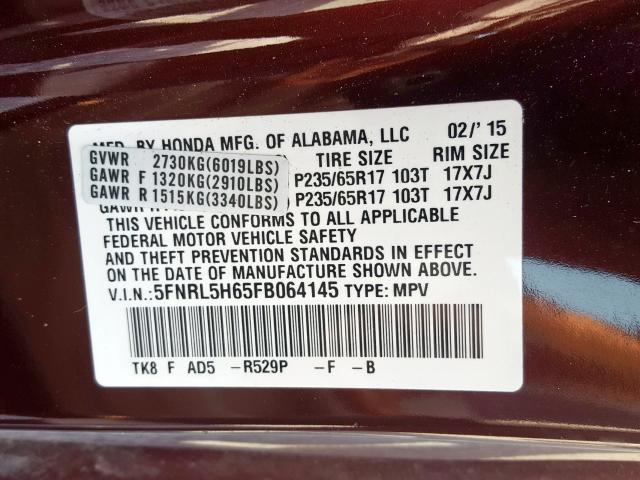 MFD. BY HONDA MFG. OF ALABAMA, LLC 02/'15
GVWR 2730KG(6019LBS) TIRE SIZE RIM SIZE
GAWR F 1320KG(2910LBS) P235/65R17 103T 17X7J
GAWR R 1515KG(3340LBS) P235/65R17 103T 17X7J
THIS VEHICLE CONFORMS TO ALL APPLICABLE
FEDERAL MOTOR VEHICLE SAFETY
AND THEFT PREVENTION STANDARDS IN EFFECT
ON THE DATE OF MANUFACTURE SHOWN ABOVE.
V.I.N.:5FNRL5H65FB064145 TYPE: MPV
TK8 F AD5 -R529P -F -B